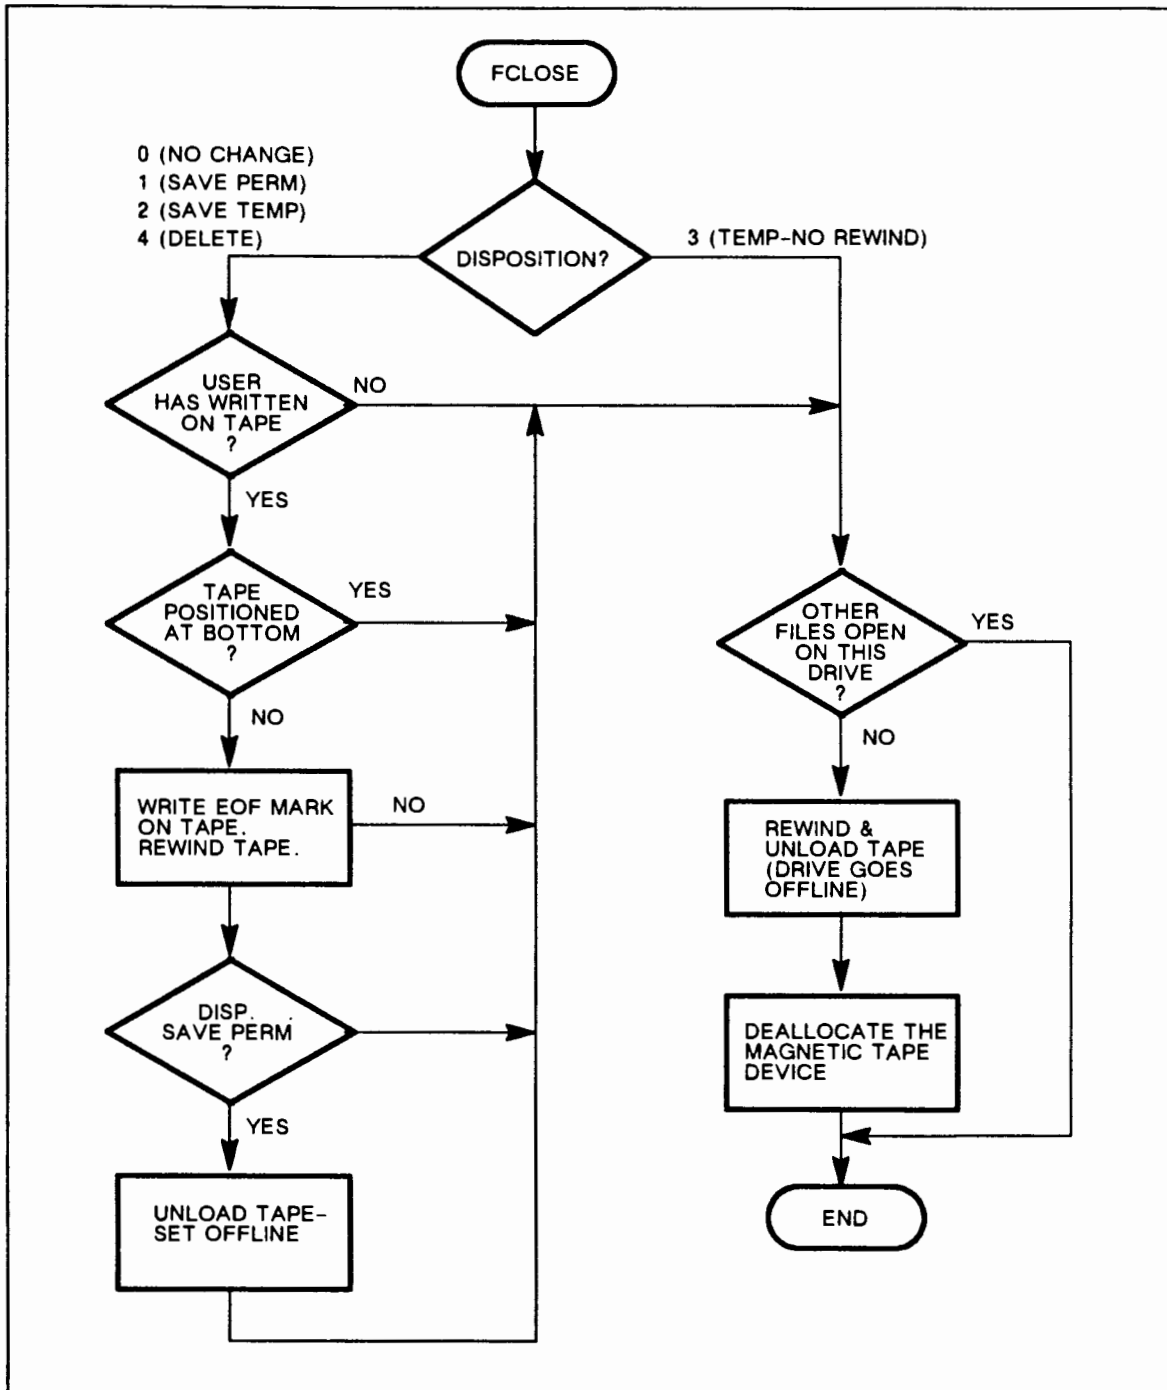 FCLOSE
0 (NO CHANGE)
1 (SAVE PERM)
2 (SAVE TEMP)
4 (DELETE)
DISPOSITION?
3 (TEMP-NO REWIND)
USER
HAS WRITTEN
ON TAPE
?
NO
YES
TAPE
POSITIONED
AT BOTTOM
?
YES
NO
WRITE EOF MARK
ON TAPE.
REWIND TAPE.
NO
DISP.
SAVE PERM
?
YES
UNLOAD TAPE-
SET OFFLINE
OTHER
FILES OPEN
ON THIS
DRIVE
?
YES
NO
REWIND &
UNLOAD TAPE
(DRIVE GOES
OFFLINE)
DEALLOCATE THE
MAGNETIC TAPE
DEVICE
END